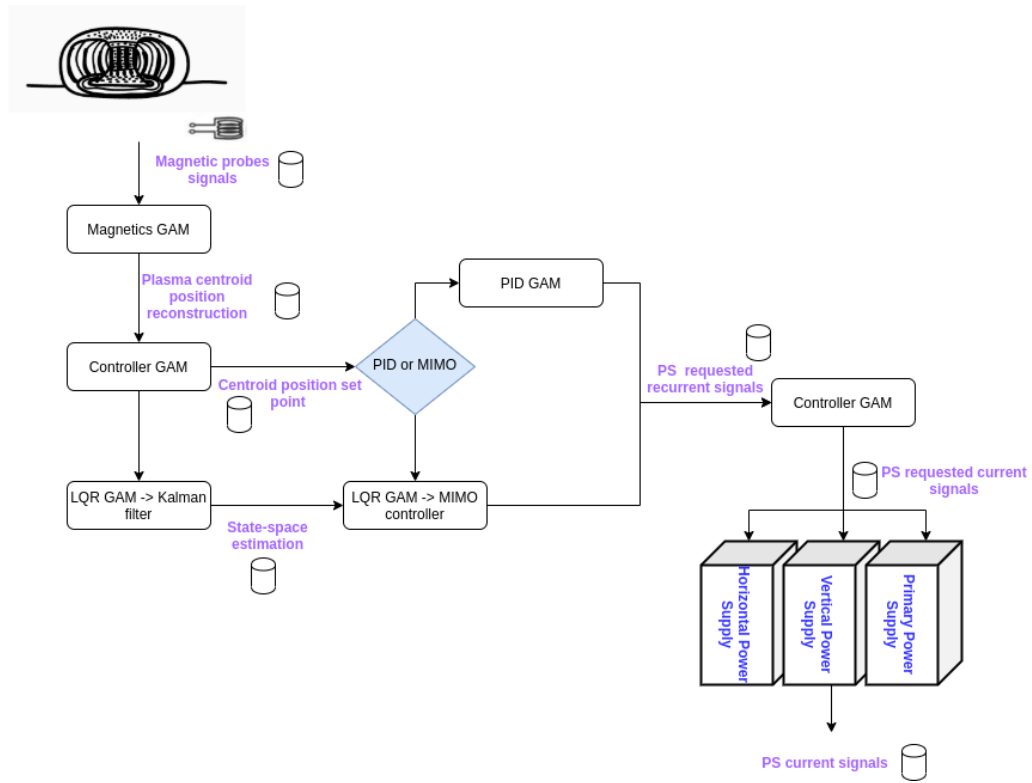 Magnetic probes
signals
Magnetics GAM
Plasma centroid
position
reconstruction
PID GAM
Controller GAM
PID or MIMO
Centroid position set
point
PS  requested
recurrent signals
Controller GAM
LQR GAM -> Kalman
filter
State-space
estimation
LQR GAM -> MIMO
controller
PS requested current
signals
Horizontal Power
Supply
Vertical Power
Supply
Primary Power
Supply
PS current signals